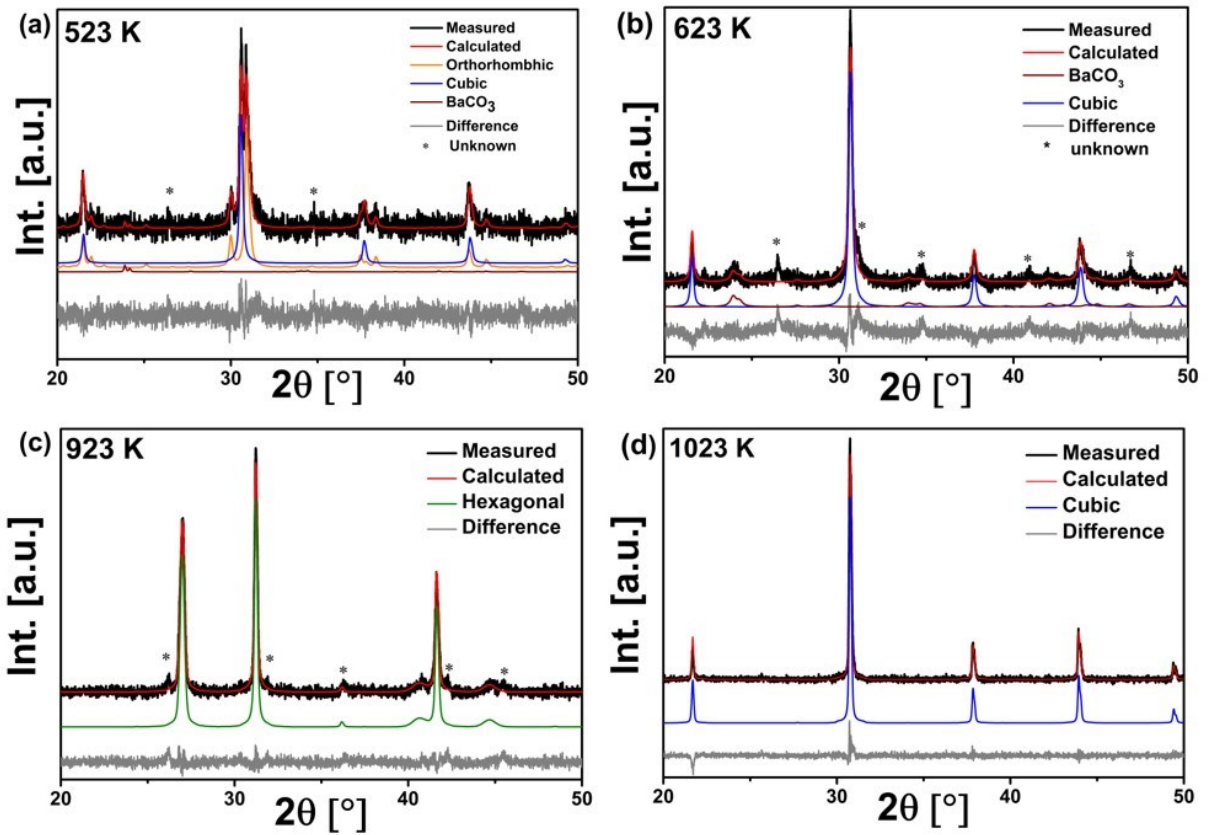 (a) 523 K
Measured
Calculated
Orthorhombhic
Cubic
BaCO3
Difference
* Unknown
* *
Int. [a.u.]
20 30 40 50
2θ [°]
(b) 623 K
Measured
Calculated
BaCO3
Cubic
Difference
* unknown
* * * * *
Int. [a.u.]
20 30 40 50
2θ [°]
(c) 923 K
Measured
Calculated
Hexagonal
Difference
* * * * *
Int. [a.u.]
20 30 40 50
2θ [°]
(d) 1023 K
Measured
Calculated
Cubic
Difference
Int. [a.u.]
20 30 40 50
2θ [°]